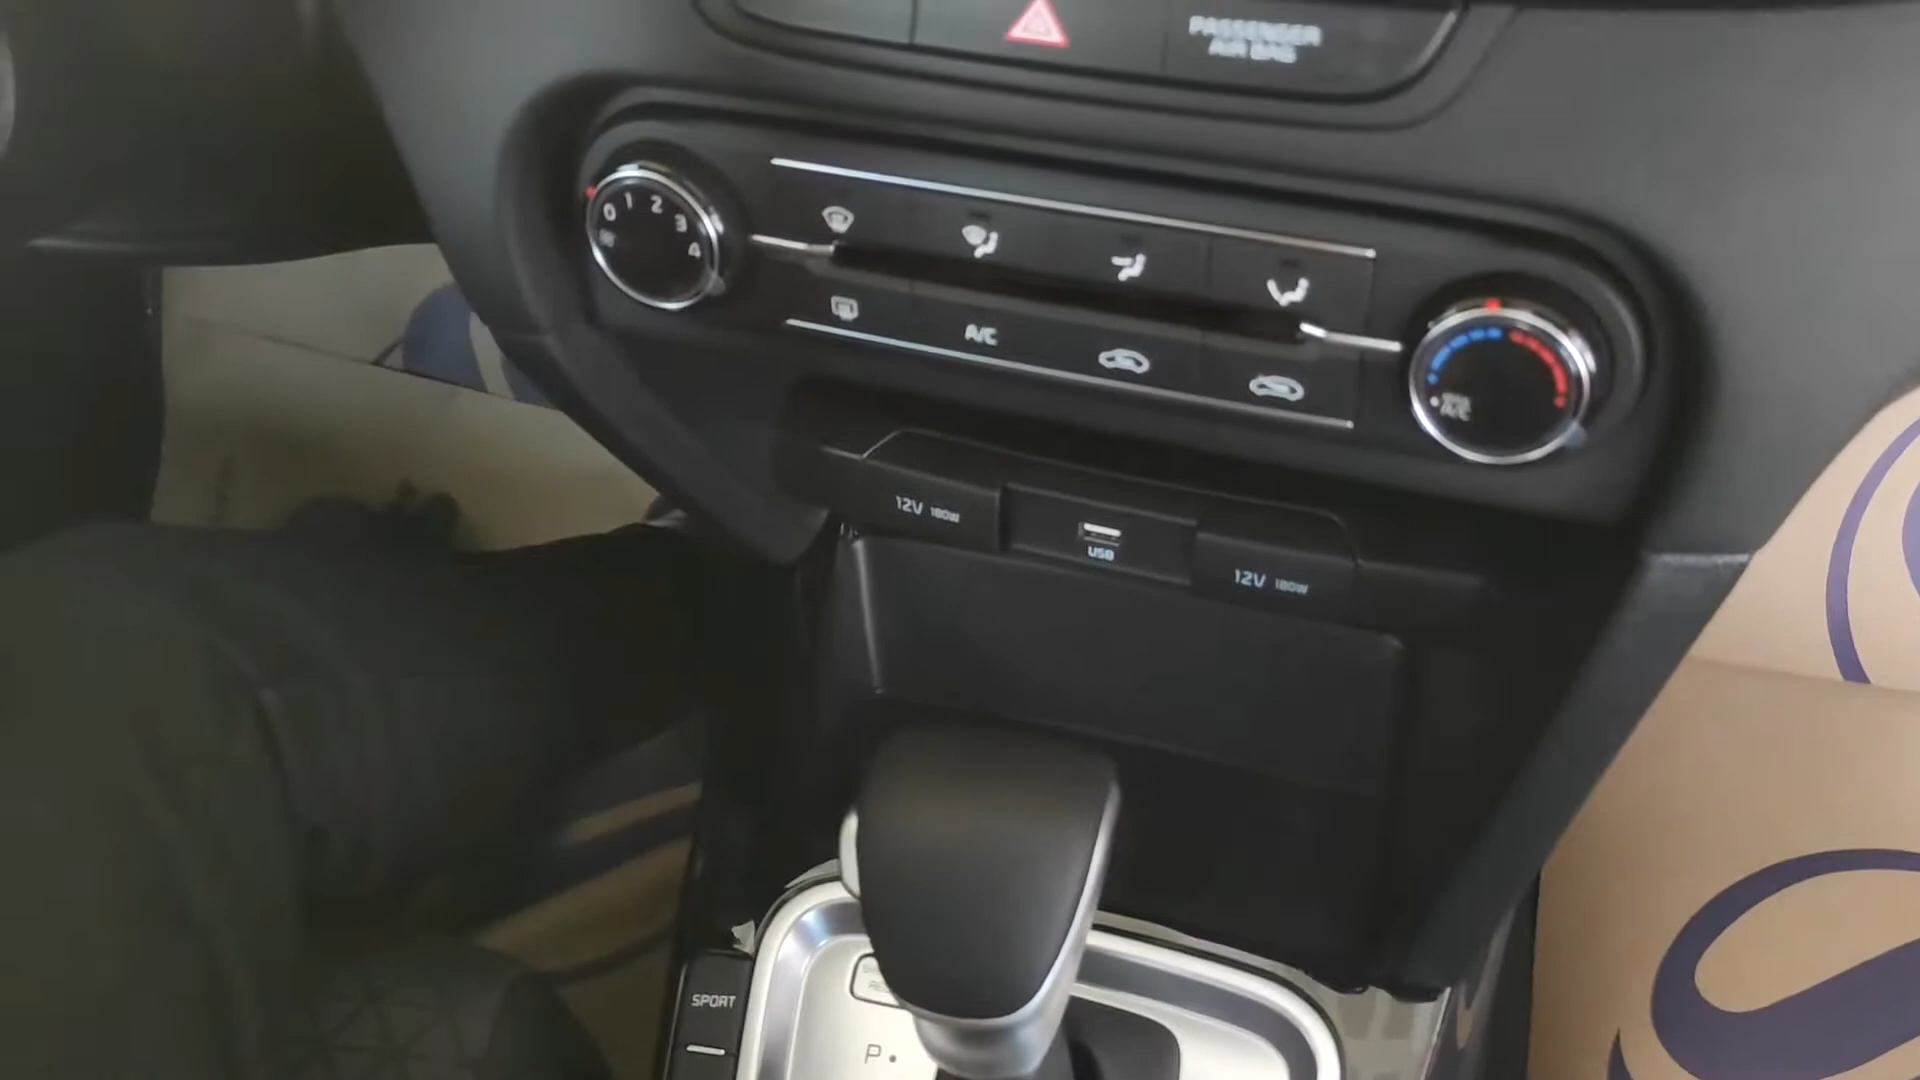 PASSENGER
AIR BAG
0 1 2 3 4
A/C
A/C
12V 180W
USB
12V 180W
SPORT
P